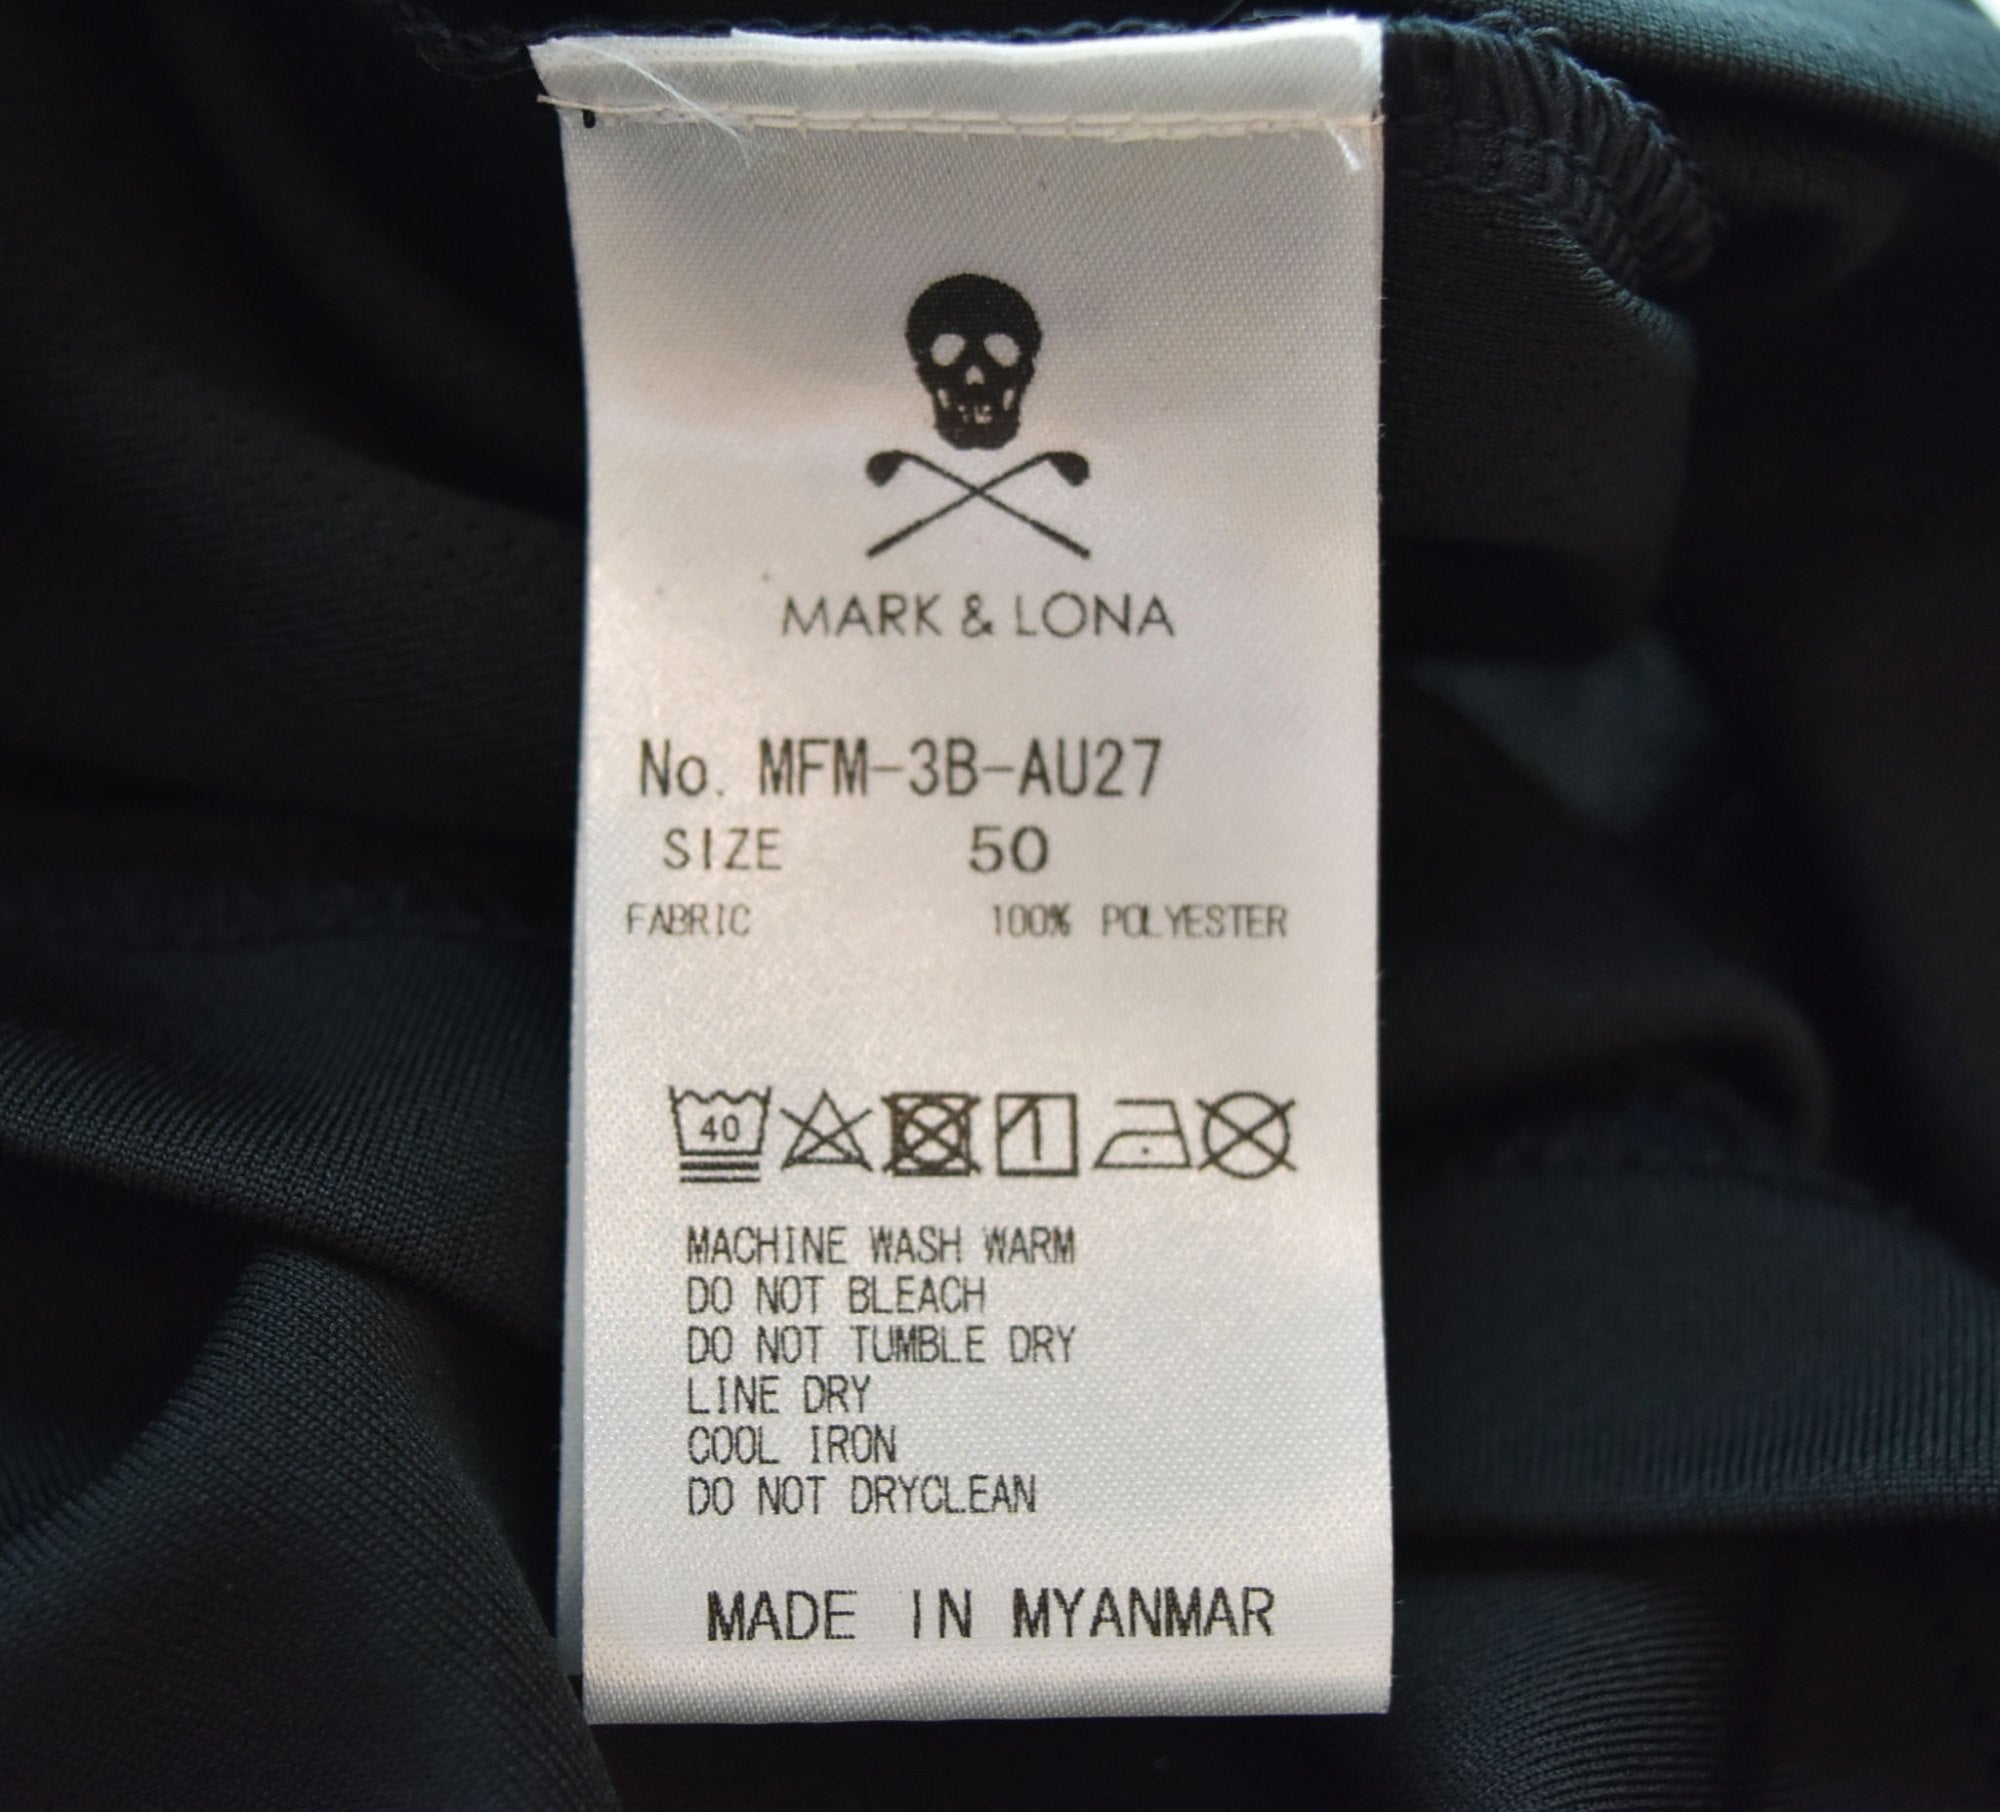 MARK & LONA
No. MFM-3B-AU27
SIZE 50
FABRIC 100% POLYESTER
40
1
MACHINE WASH WARM
DO NOT BLEACH
DO NOT TUMBLE DRY
LINE DRY
COOL IRON
DO NOT DRYCLEAN
MADE IN MYANMAR